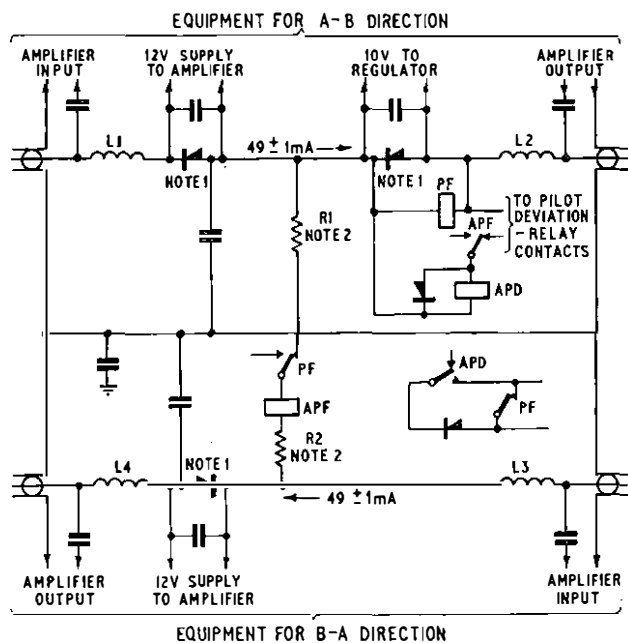 EQUIPMENT FOR A-B DIRECTION
AMPLIFIER
INPUT
12V SUPPLY
TO AMPLIFIER
10V TO
REGULATOR
AMPLIFIER
OUTPUT
L1
49 ± 1mA
L2
NOTE 1
NOTE 1
PF
TO PILOT
DEVIATION
-RELAY
CONTACTS
R1
NOTE 2
APF
APD
PF
APD
APF
PF
R2
NOTE 2
L4
NOTE 1
L3
49 ± 1mA
AMPLIFIER
OUTPUT
12V SUPPLY
TO AMPLIFIER
AMPLIFIER
INPUT
EQUIPMENT FOR B-A DIRECTION